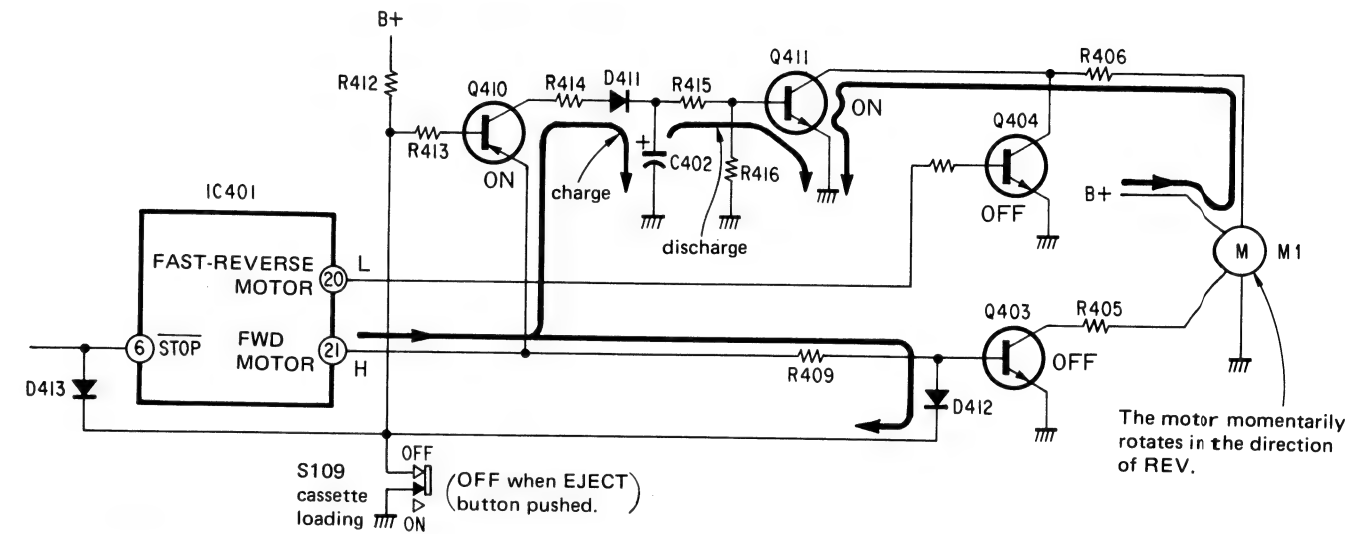 B+
R412
R413
Q410
ON
R414
D411
R415
+
C402
R416
charge
discharge
Q411
ON
R406
Q404
OFF
B+
M
M1
IC401
FAST-REVERSE
MOTOR
20
L
6
STOP
FWD
MOTOR
21
H
D413
R409
D412
Q403
OFF
R405
The motor momentarily
rotates in the direction
of REV.
S109
cassette
loading
OFF
ON
(OFF when EJECT
button pushed.)